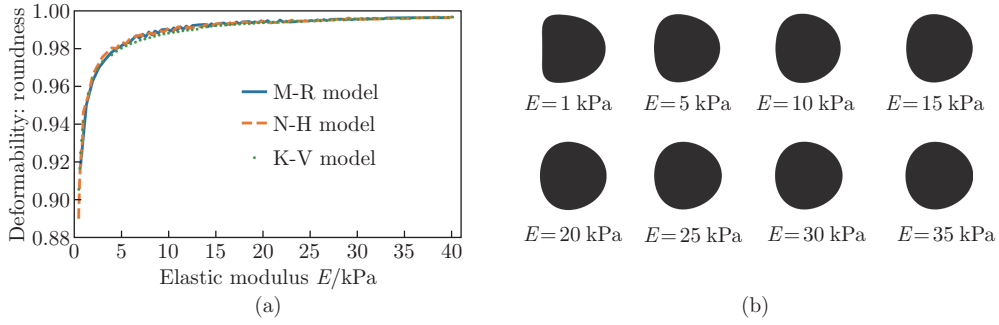 Deformability: roundness
1.00
0.98
0.96
0.94
0.92
0.90
0.88
M-R model
N-H model
K-V model
0 5 10 15 20 25 30 35 40
Elastic modulus E/kPa
(a)
E=1 kPa E=5 kPa E=10 kPa E=15 kPa
E=20 kPa E=25 kPa E=30 kPa E=35 kPa
(b)